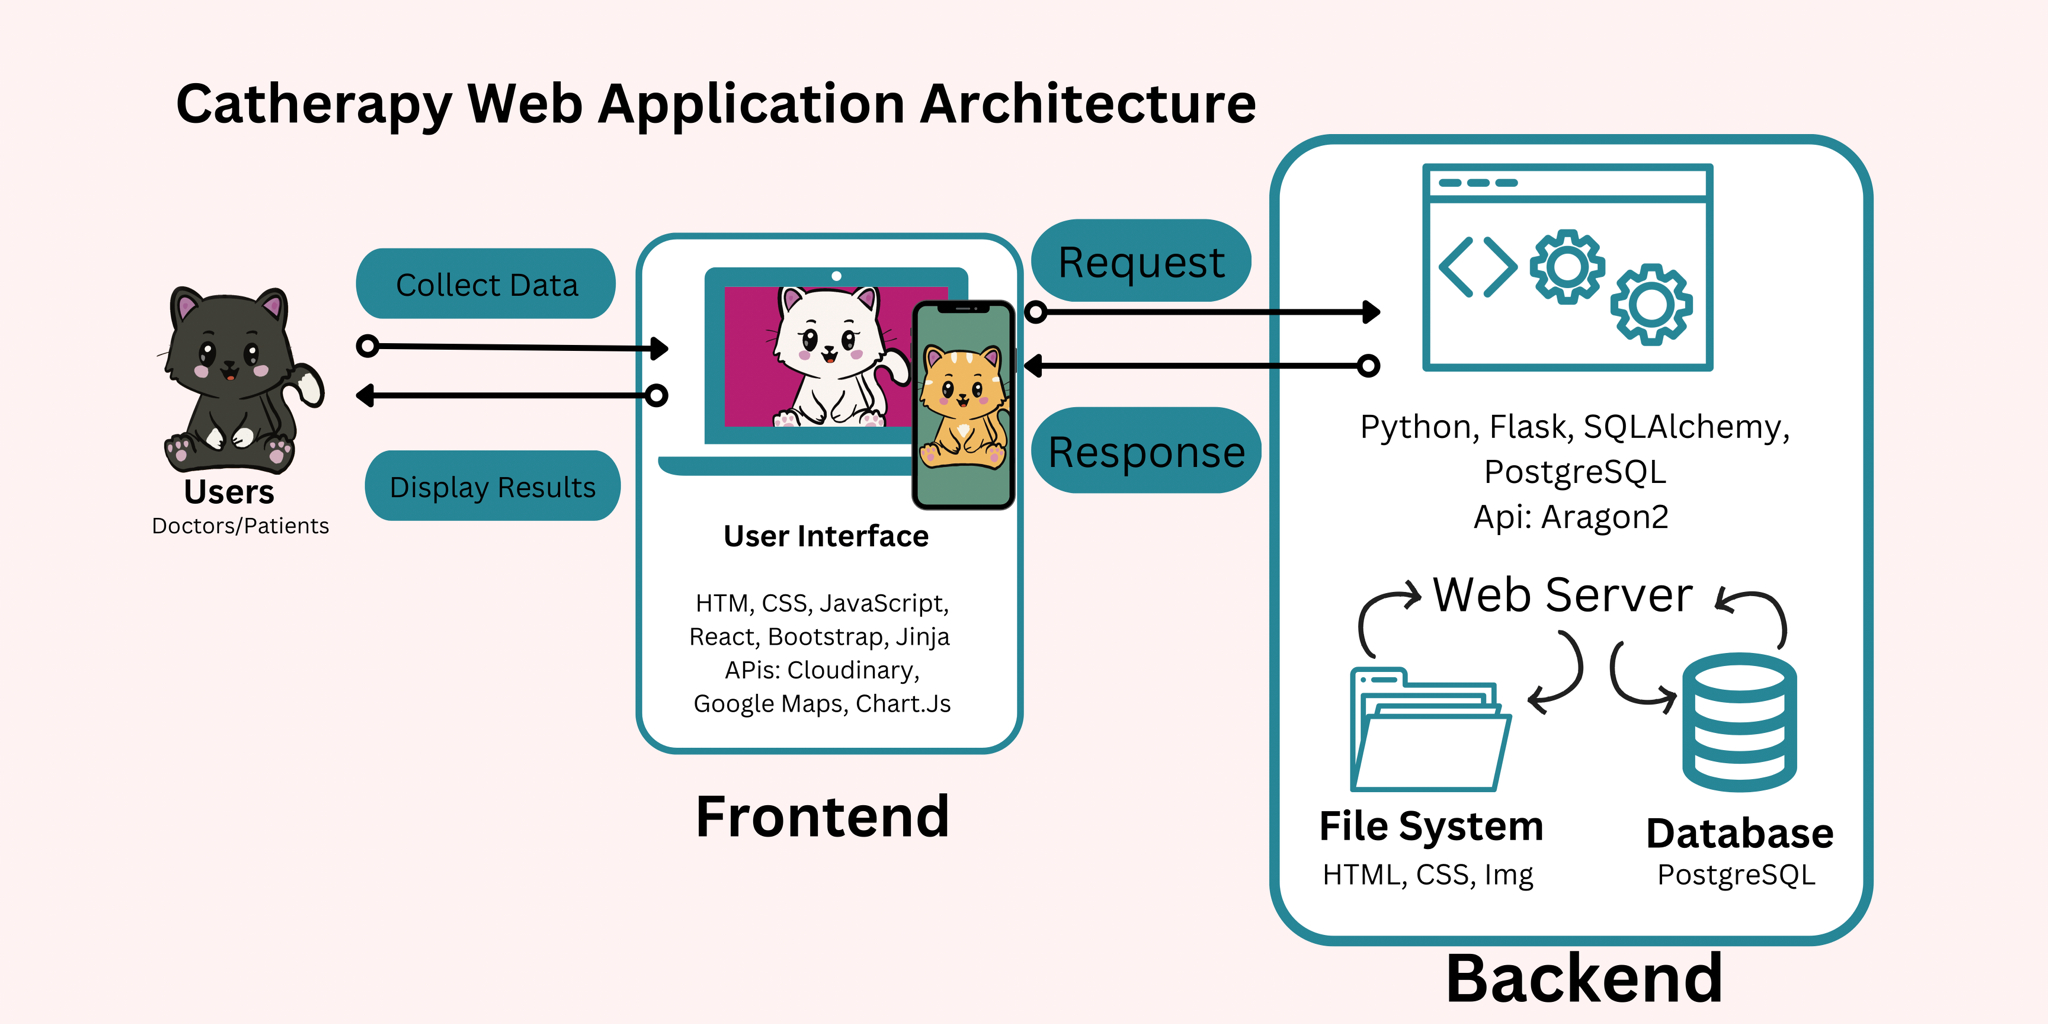 Catherapy Web Application Architecture
Collect Data
Display Results
Users
Doctors/Patients
User Interface
HTM, CSS, JavaScript,
React, Bootstrap, Jinja
APis: Cloudinary,
Google Maps, Chart.Js
Frontend
Request
Response
Python, Flask, SQLAlchemy,
PostgreSQL
Api: Aragon2
Web Server
File System
HTML, CSS, Img
Database
PostgreSQL
Backend